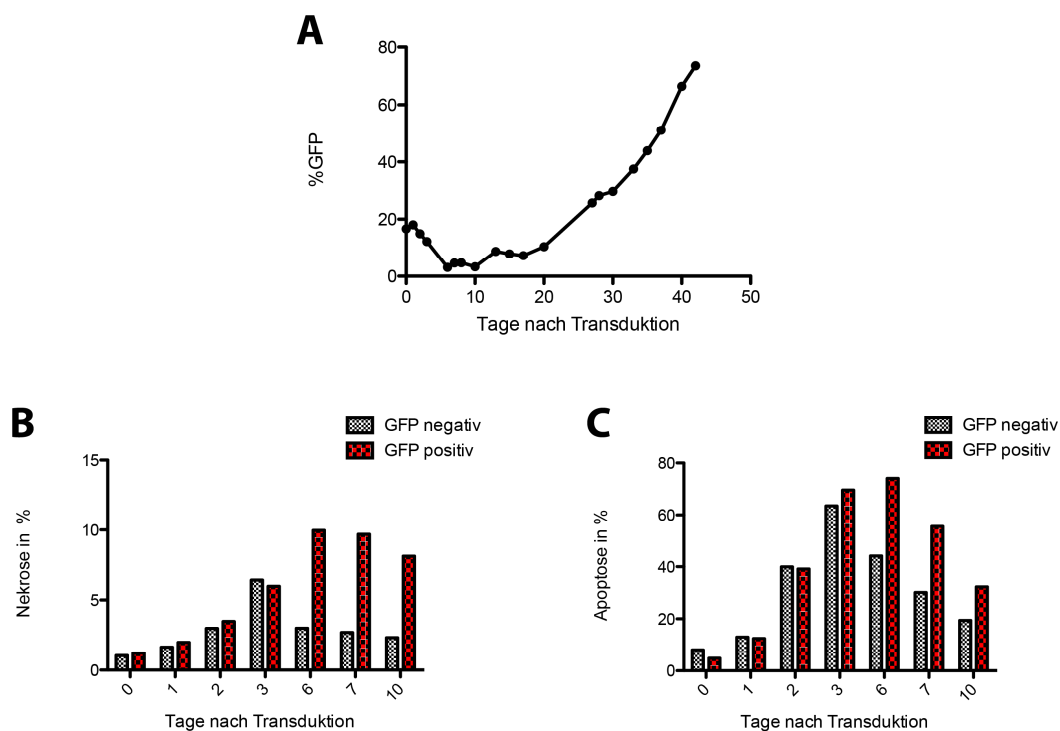 A
80
60
40
20
0
%GFP
0 10 20 30 40 50
Tage nach Transduktion
B
GFP negativ
GFP positiv
15
10
5
0
Nekrose in %
0 1 2 3 6 7 10
Tage nach Transduktion
C
GFP negativ
GFP positiv
80
60
40
20
0
Apoptose in %
0 1 2 3 6 7 10
Tage nach Transduktion